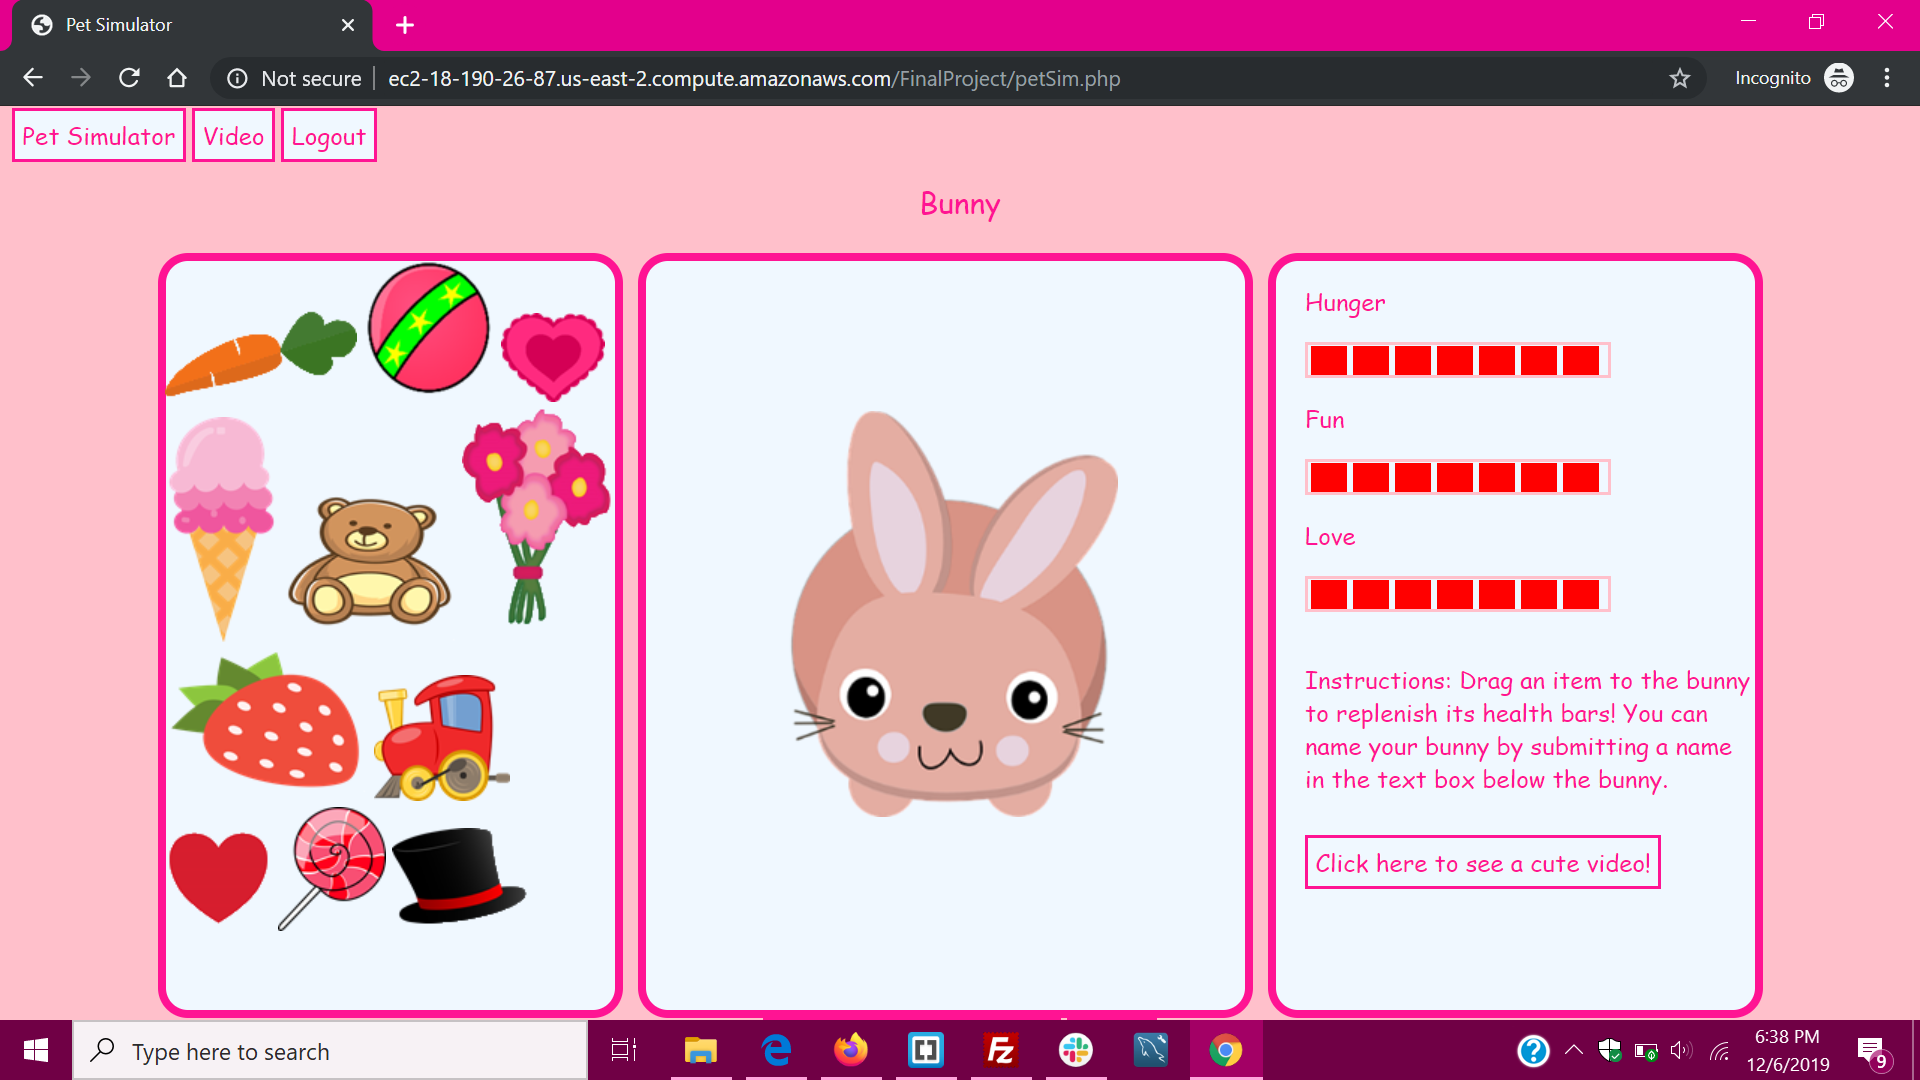 Pet Simulator
Not secure
ec2-18-190-26-87.us-east-2.compute.amazonaws.com/FinalProject/petSim.php
Incognito
Pet Simulator
Video
Logout
Bunny
Hunger
Fun
Love
Instructions: Drag an item to the bunny
to replenish its health bars! You can
name your bunny by submitting a name
in the text box below the bunny.
Click here to see a cute video!
Type here to search
6:38 PM
12/6/2019
9